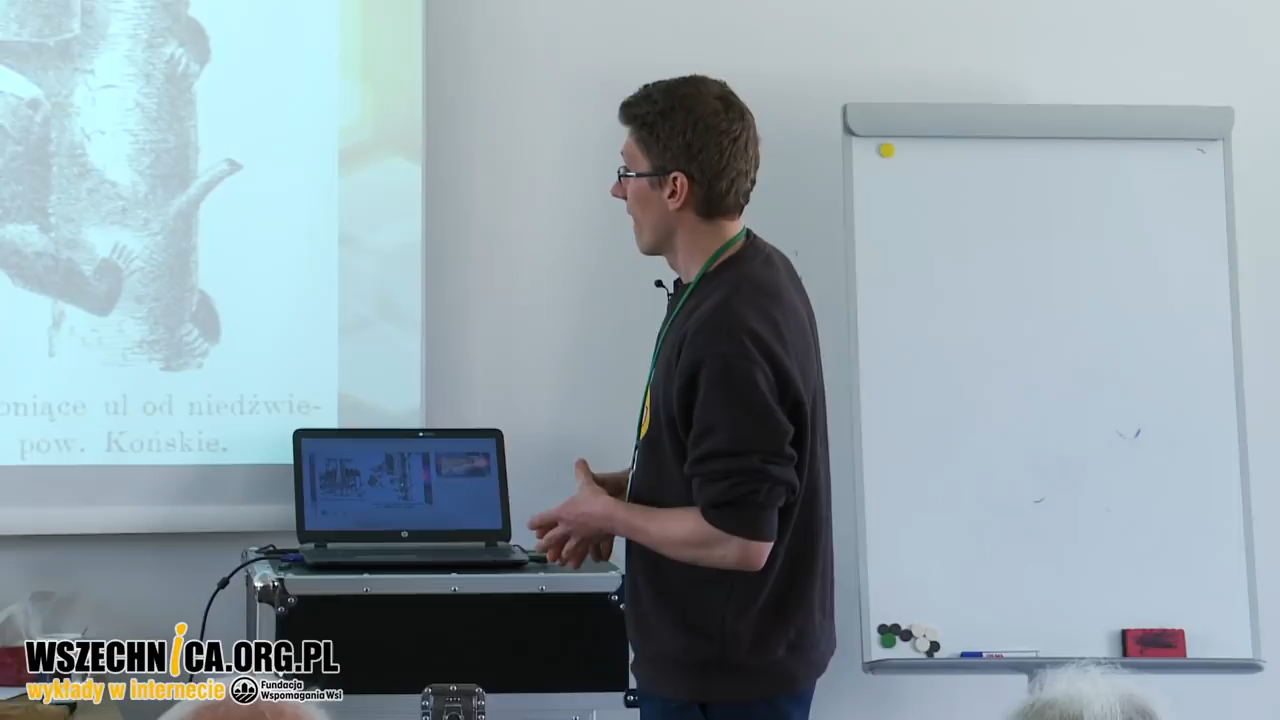 oniące ul od niedźwie-
pow. Końskie.
WSZECHNICA.ORG.PL
wykłady w internecie
Fundacja
Wspomagania Wsi